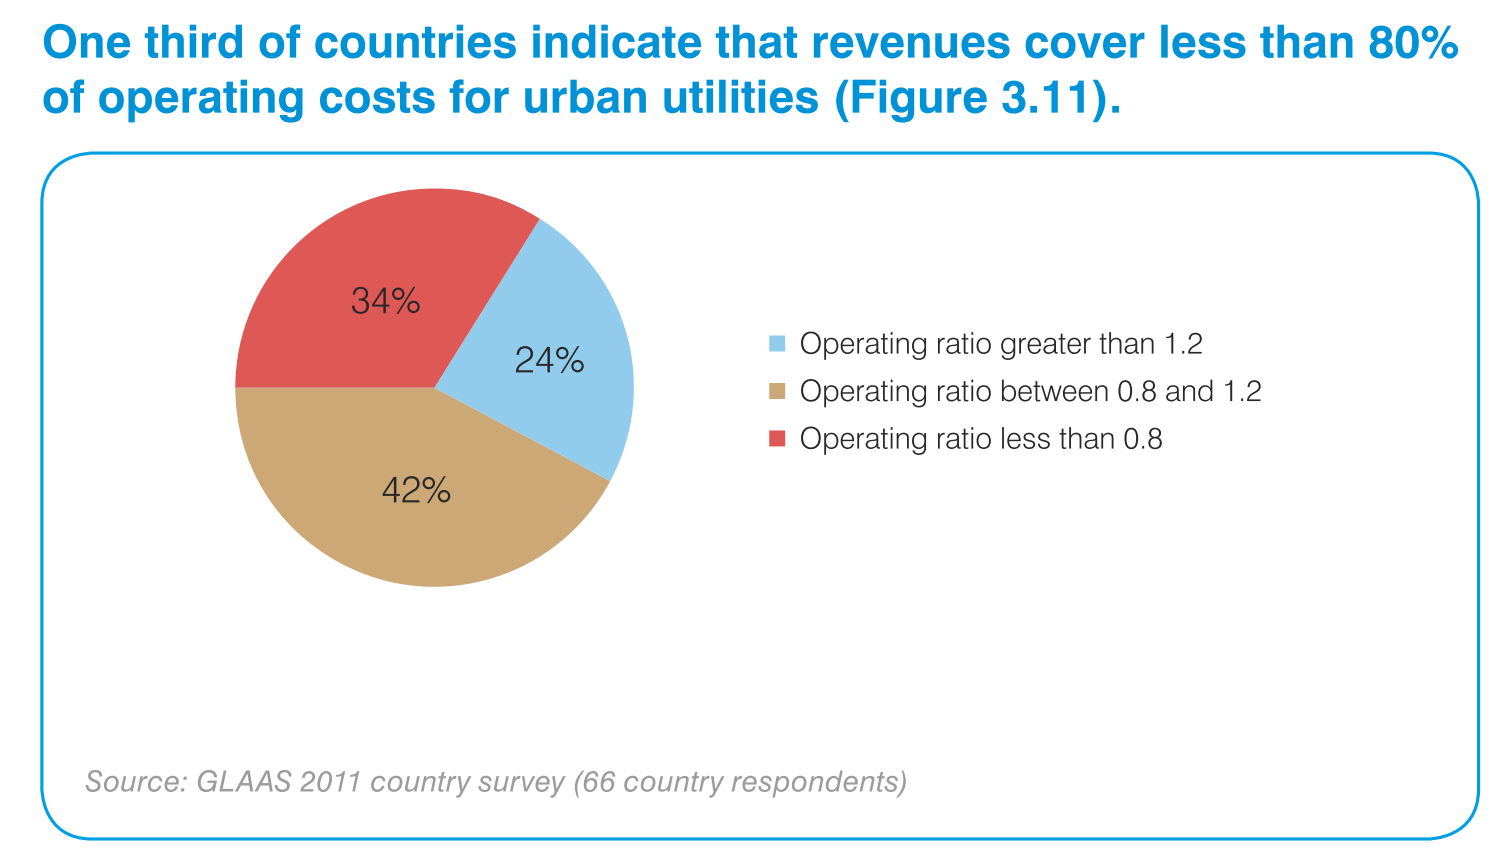 One third of countries indicate that revenues cover less than 80%
of operating costs for urban utilities (Figure 3.11).
34%
24%
42%
Operating ratio greater than 1.2
Operating ratio between 0.8 and 1.2
Operating ratio less than 0.8
Source: GLAAS 2011 country survey (66 country respondents)